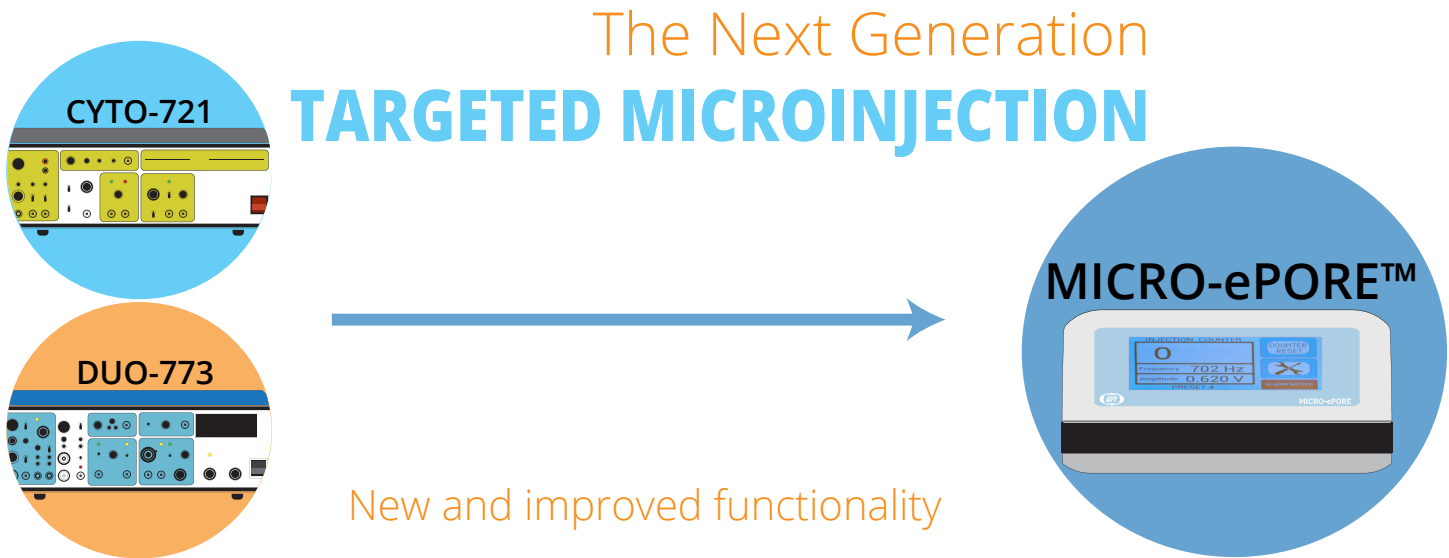 The Next Generation
TARGETED MICROINJECTION
CYTO-721
DUO-773
MICRO-ePORE™
INJECTION COUNTER
0
COUNTER
RESET
Frequency 702 Hz
Amplitude 0.620 V
ALARM MUTED
PRESET 4
WPI
MICRO-ePORE
New and improved functionality